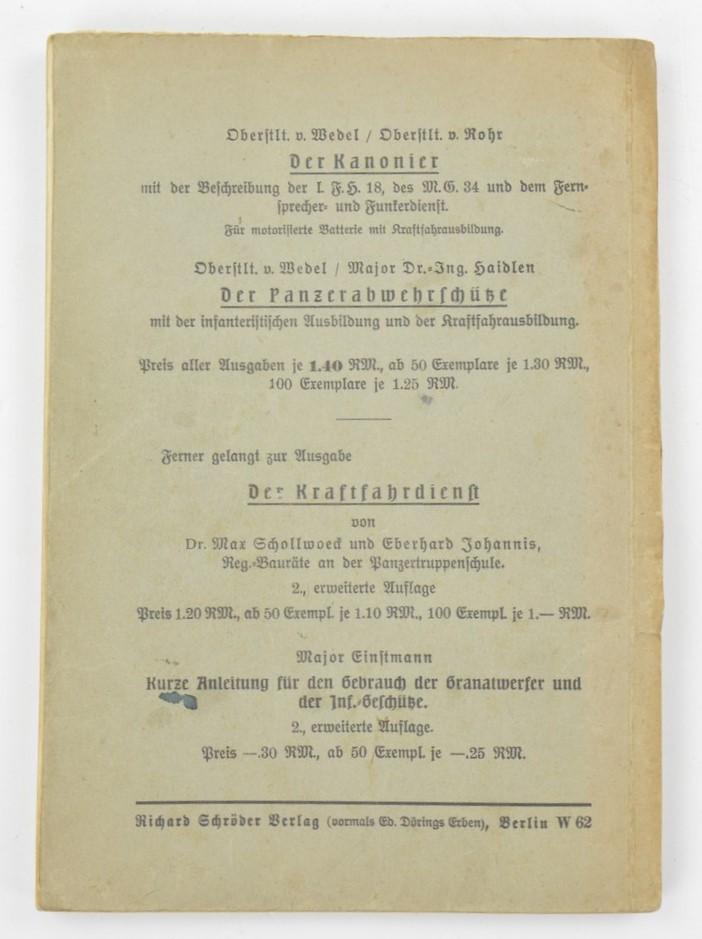 Oberstlt. v. Wedel / Oberstlt. v. Rohr
Der Kanonier
mit der Beschreibung der l. F.H. 18, des M.G. 34 und dem Fern-
sprecher- und Funkerdienst.
Für motorisierte Batterie mit Kraftfahrausbildung.
Oberstlt. v. Wedel / Major Dr.-Ing. Haidlen
Der Panzerabwehrschütze
mit der infanteristischen Ausbildung und der Kraftfahrausbildung.
Preis aller Ausgaben je 1.40 RM., ab 50 Exemplare je 1.30 RM.,
100 Exemplare je 1.25 RM.
Ferner gelangt zur Ausgabe
Der Kraftfahrdienst
von
Dr. Max Schollwoeck und Eberhard Johannis,
Reg.-Bauräte an der Panzertruppenschule.
2., erweiterte Auflage
Preis 1.20 RM., ab 50 Exempl. je 1.10 RM., 100 Exempl. je 1.— RM.
Major Einstmann
Kurze Anleitung für den Gebrauch der Granatwerfer und
der Inf.-Geschütze.
2., erweiterte Auflage.
Preis —.30 RM., ab 50 Exempl. je —.25 RM.
Richard Schröder Verlag (vormals Ed. Dörings Erben), Berlin W 62